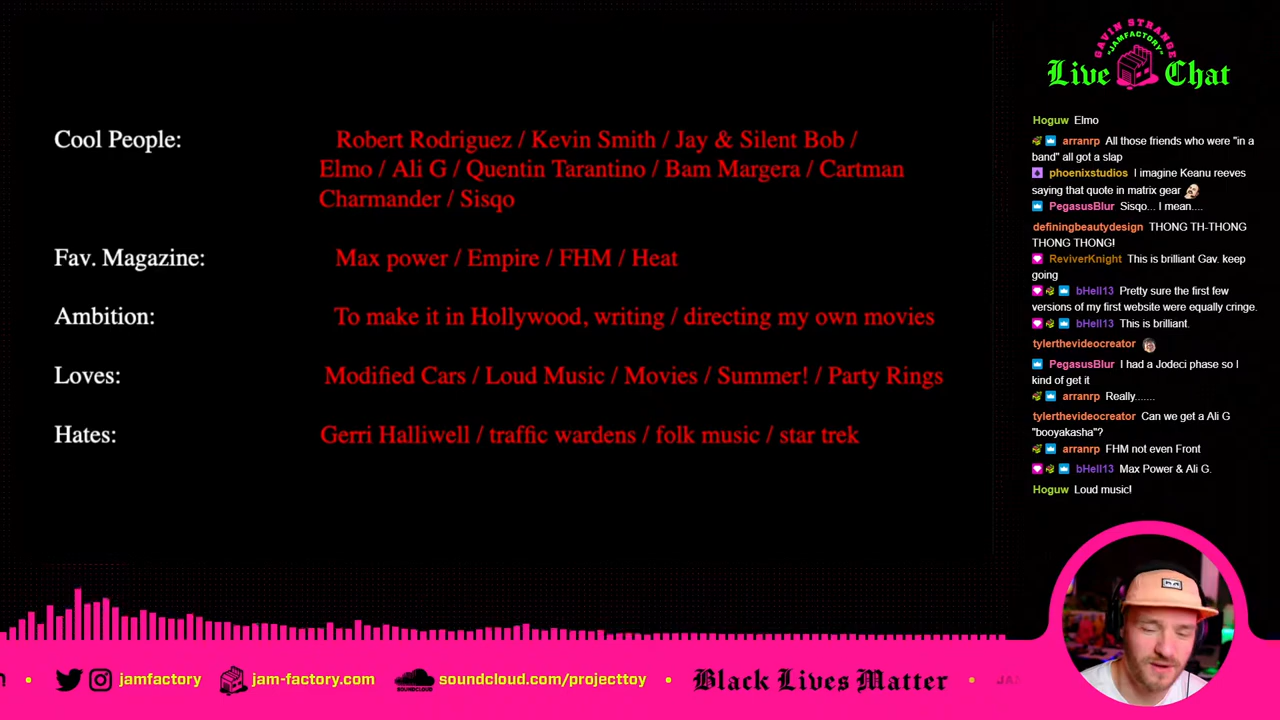 Cool People:
Robert Rodriguez / Kevin Smith / Jay & Silent Bob /
Elmo / Ali G / Quentin Tarantino / Bam Margera / Cartman
Charmander / Sisqo
Fav. Magazine:
Max power / Empire / FHM / Heat
Ambition:
To make it in Hollywood, writing / directing my own movies
Loves:
Modified Cars / Loud Music / Movies / Summer! / Party Rings
Hates:
Gerri Halliwell / traffic wardens / folk music / star trek
GAVIN STRANGE
"JAMFACTORY"
Live Chat
Hoguw Elmo
arranrp All those friends who were "in a
band" all got a slap
phoenixstudios I imagine Keanu reeves
saying that quote in matrix gear
PegasusBlur Sisqo... I mean....
definingbeautydesign THONG TH-THONG
THONG THONG!
ReviverKnight This is brilliant Gav. keep
going
bHell13 Pretty sure the first few
versions of my first website were equally cringe.
bHell13 This is brilliant.
tylerthevideocreator
PegasusBlur I had a Jodeci phase so I
kind of get it
arranrp Really.......
tylerthevideocreator Can we get a Ali G
"booyakasha"?
arranrp FHM not even Front
bHell13 Max Power & Ali G.
Hoguw Loud music!
jamfactory
jam-factory.com
SOUNDCLOUD
soundcloud.com/projecttoy
Black Lives Matter